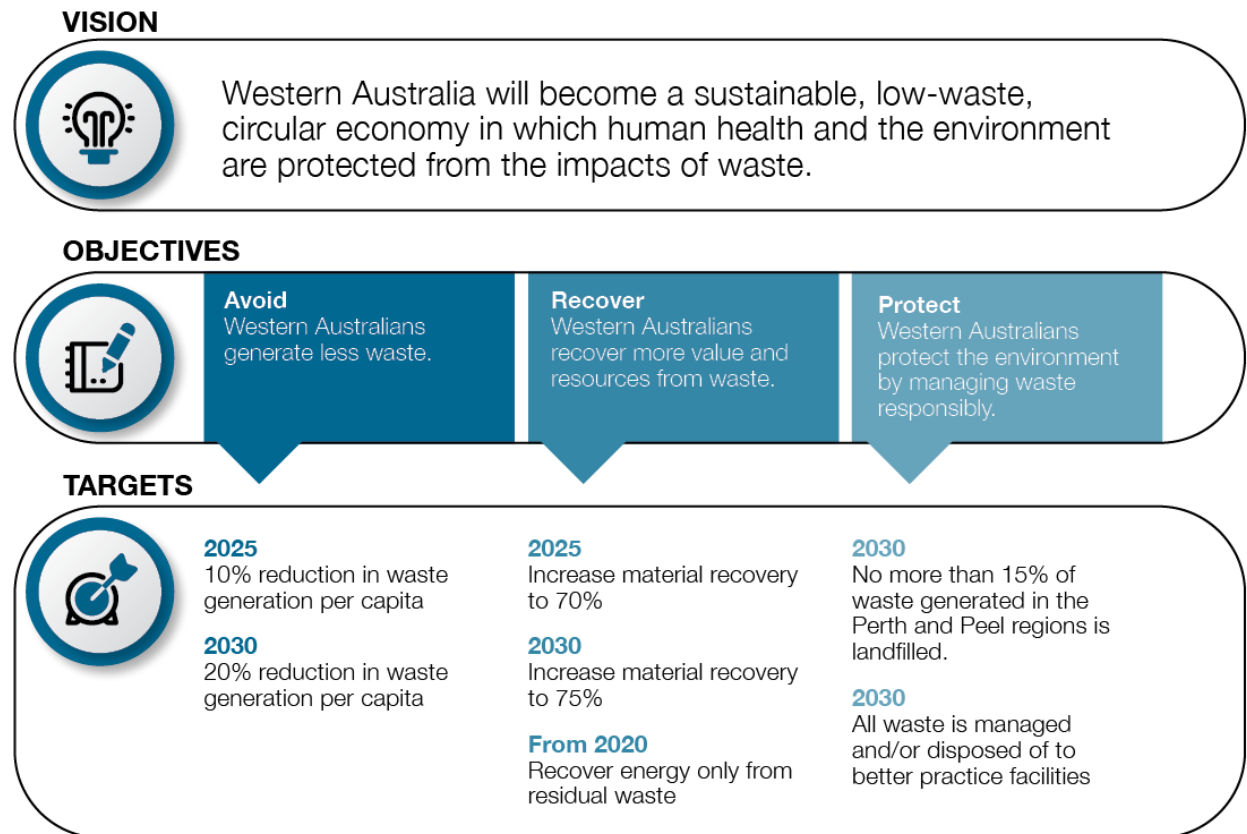 VISION
Western Australia will become a sustainable, low-waste,
circular economy in which human health and the environment
are protected from the impacts of waste.
OBJECTIVES
Avoid
Western Australians
generate less waste.
Recover
Western Australians
recover more value and
resources from waste.
Protect
Western Australians
protect the environment
by managing waste
responsibly.
TARGETS
2025
10% reduction in waste
generation per capita
2030
20% reduction in waste
generation per capita
2025
Increase material recovery
to 70%
2030
Increase material recovery
to 75%
From 2020
Recover energy only from
residual waste
2030
No more than 15% of
waste generated in the
Perth and Peel regions is
landfilled.
2030
All waste is managed
and/or disposed of to
better practice facilities